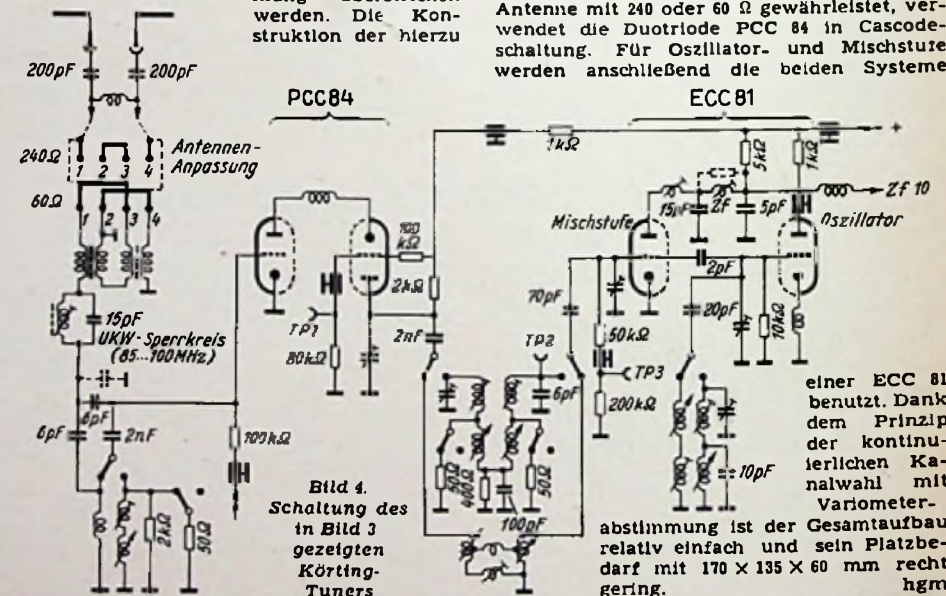 werden. Die Kon-
struktion der hierzu
Antenne mit 240 oder 60 Ω gewährleistet, ver-
wendet die Duotriode PCC 84 in Cascode-
schaltung. Für Oszillator- und Mischstufe
werden anschließend die beiden Systeme
200pF
200pF
PCC84
ECC81
240Ω
1 2 3 4
Antennen-
Anpassung
60Ω
1 2 3 4
15pF
UKW-Sperrkreis
(85...100MHz)
6pF
6pF
2nF
2kΩ
50Ω
100kΩ
TP1
80kΩ
100
kΩ
2kΩ
2nF
1kΩ
5kΩ
1kΩ
+
Zf 10
15pF
Zf
5pF
Mischstufe
Oszillator
2pF
70pF
50kΩ
TP3
200kΩ
20pF
10kΩ
10pF
TP2
6pF
50Ω
400Ω
50Ω
100pF
Bild 4.
Schaltung des
in Bild 3
gezeigten
Körting-
Tuners
einer ECC 81
benutzt. Dank
dem Prinzip
der kontinu-
ierlichen Ka-
nalwahl mit
Variometer-
abstimmung ist der Gesamtaufbau
relativ einfach und sein Platzbe-
darf mit 170 × 135 × 60 mm recht
gering. hgm